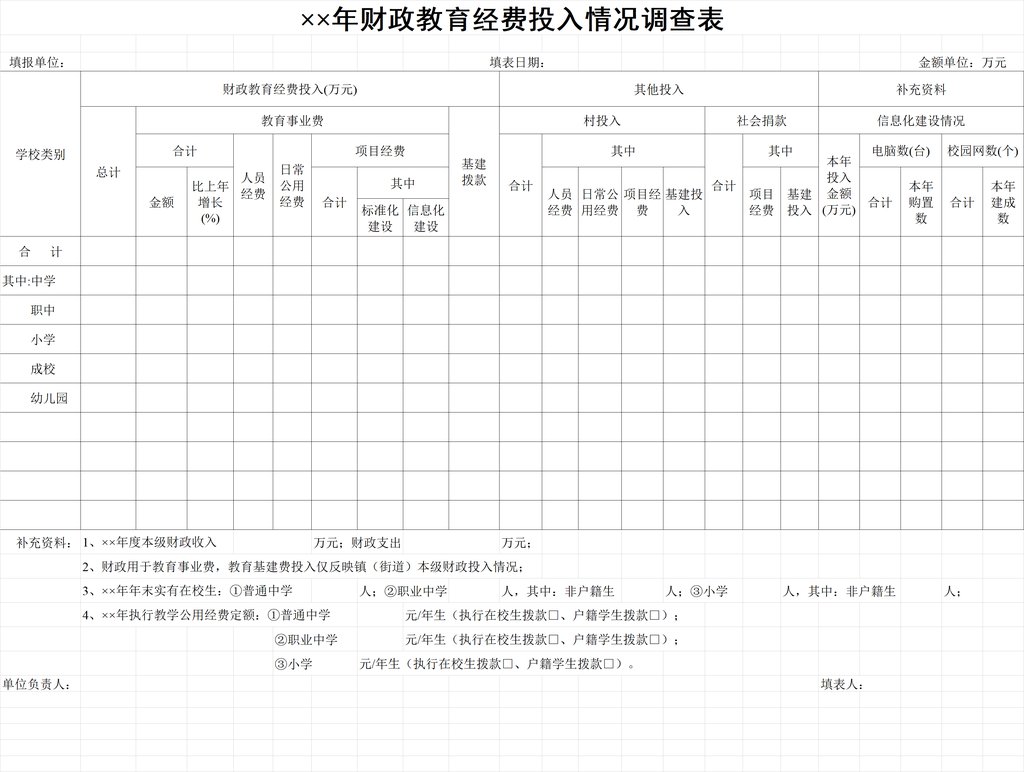 ××年财政教育经费投入情况调查表
填报单位： 填表日期： 金额单位：万元
学校类别 财政教育经费投入(万元) 其他投入 补充资料
总计 教育事业费 基建拨款 村投入 社会捐款 信息化建设情况
合计 人员经费 日常公用经费 项目经费 合计 其中 合计 其中 本年投入金额(万元) 电脑数(台) 校园网数(个)
金额 比上年增长(%) 合计 其中 人员经费 日常公用经费 项目经费 基建投入 项目经费 基建投入 合计 本年购置数 合计 本年建成数
标准化建设 信息化建设
合 计
其中:中学
职中
小学
成校
幼儿园
补充资料： 1、××年度本级财政收入 万元；财政支出 万元；
2、财政用于教育事业费，教育基建费投入仅反映镇（街道）本级财政投入情况；
3、××年年末实有在校生：①普通中学 人；②职业中学 人，其中：非户籍生 人；③小学 人，其中：非户籍生 人；
4、××年执行教学公用经费定额：①普通中学 元/年生（执行在校生拨款□、户籍学生拨款□）；
②职业中学 元/年生（执行在校生拨款□、户籍学生拨款□）；
③小学 元/年生（执行在校生拨款□、户籍学生拨款□）。
单位负责人： 填表人：